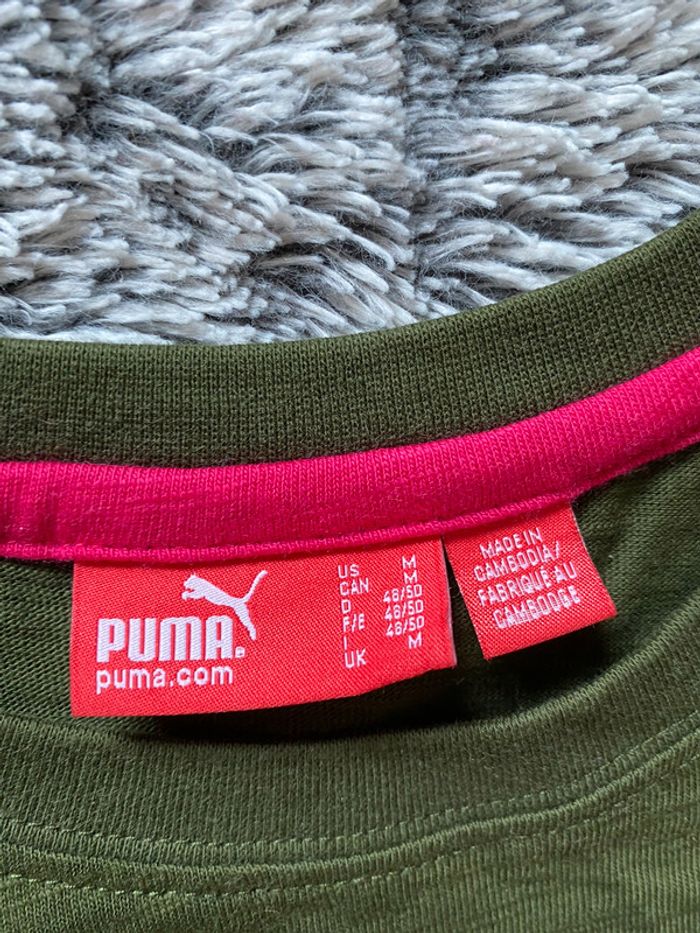 PUMA®
puma.com
US M
CAN M
D 48/50
F/E 48/50
I 48/50
UK M
MADE IN
CAMBODIA/
FABRIQUÉ AU
CAMBODGE